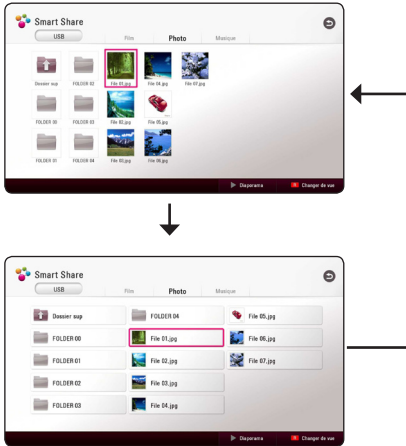 Smart Share
USB Film Photo Musique
Dossier sup FOLDER 02 File 01.jpg File 04.jpg File 07.jpg
FOLDER 00 FOLDER 03 File 02.jpg File 05.jpg
FOLDER 01 FOLDER 04 File 03.jpg File 06.jpg
Diaporama Changer de vue
Smart Share
USB Film Photo Musique
Dossier sup FOLDER 04 File 05.jpg
FOLDER 00 File 01.jpg File 06.jpg
FOLDER 01 File 02.jpg File 07.jpg
FOLDER 02 File 03.jpg
FOLDER 03 File 04.jpg
Diaporama Changer de vue